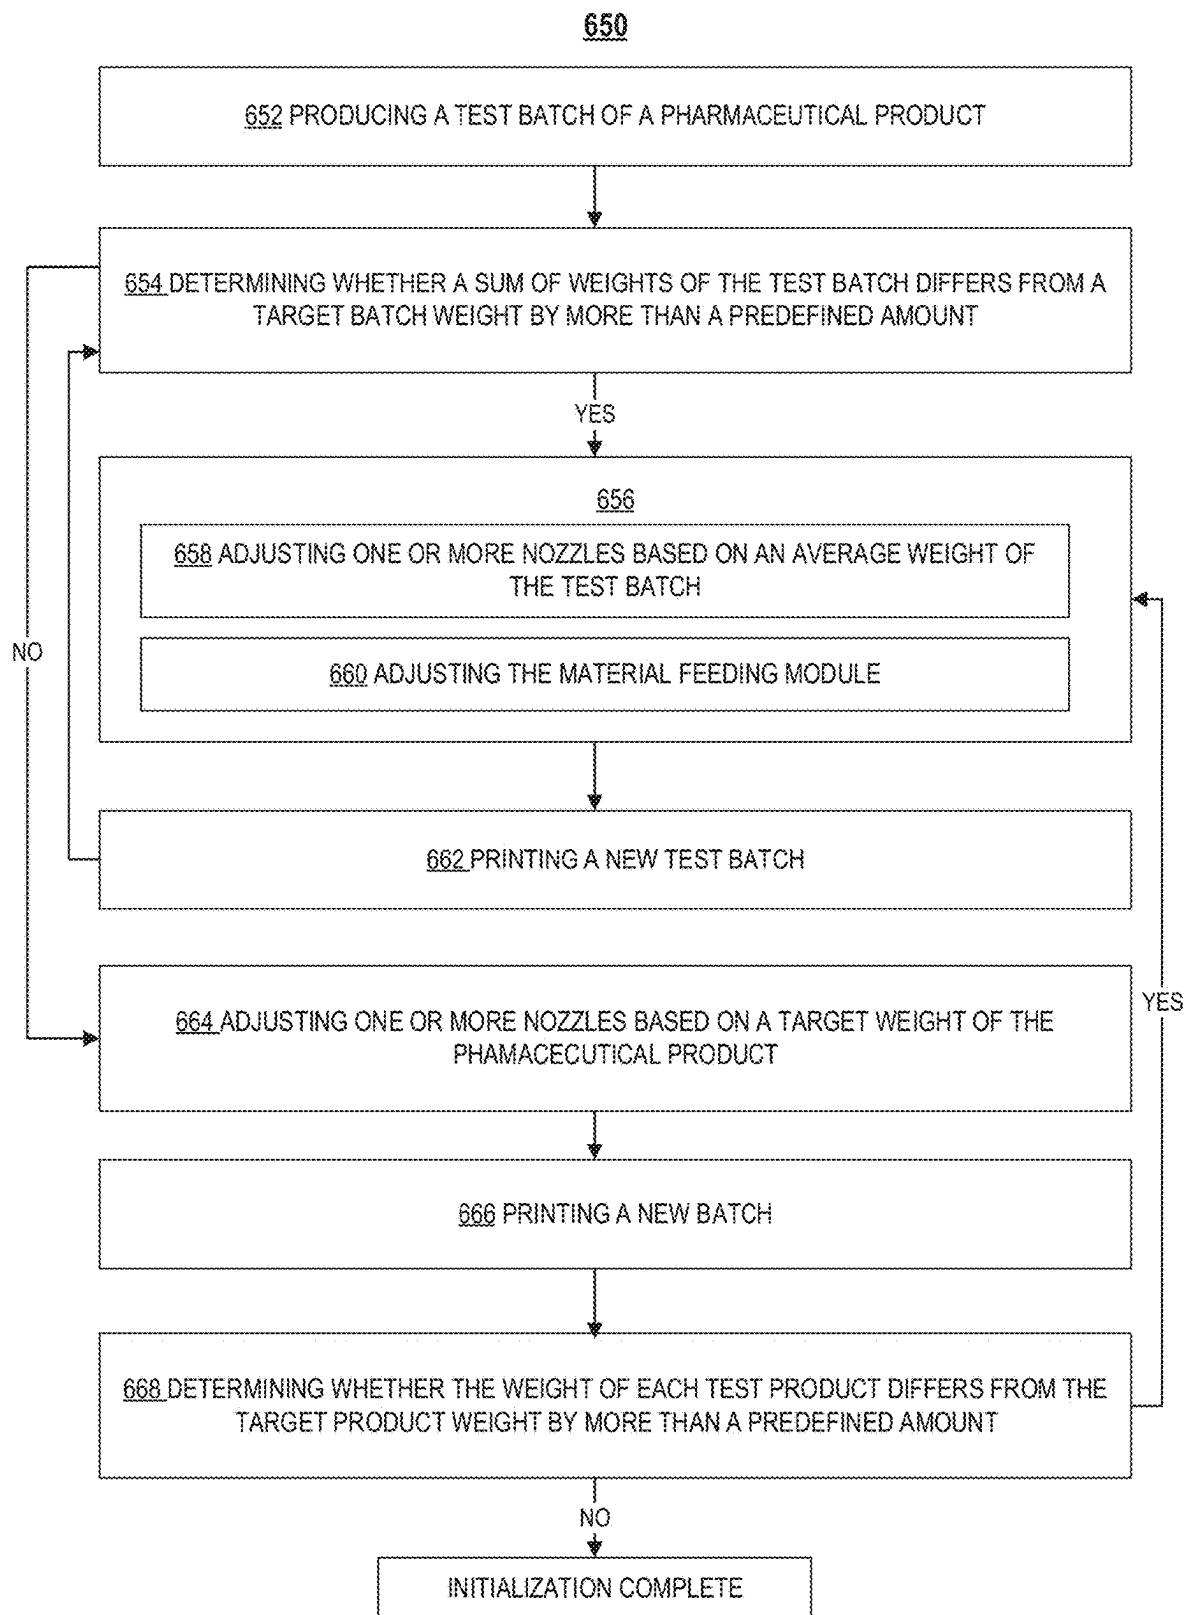 650
652 PRODUCING A TEST BATCH OF A PHARMACEUTICAL PRODUCT
654 DETERMINING WHETHER A SUM OF WEIGHTS OF THE TEST BATCH DIFFERS FROM A
TARGET BATCH WEIGHT BY MORE THAN A PREDEFINED AMOUNT
YES
656
658 ADJUSTING ONE OR MORE NOZZLES BASED ON AN AVERAGE WEIGHT OF
THE TEST BATCH
NO
660 ADJUSTING THE MATERIAL FEEDING MODULE
662 PRINTING A NEW TEST BATCH
664 ADJUSTING ONE OR MORE NOZZLES BASED ON A TARGET WEIGHT OF THE
PHAMACECUTICAL PRODUCT
YES
666 PRINTING A NEW BATCH
668 DETERMINING WHETHER THE WEIGHT OF EACH TEST PRODUCT DIFFERS FROM THE
TARGET PRODUCT WEIGHT BY MORE THAN A PREDEFINED AMOUNT
NO
INITIALIZATION COMPLETE